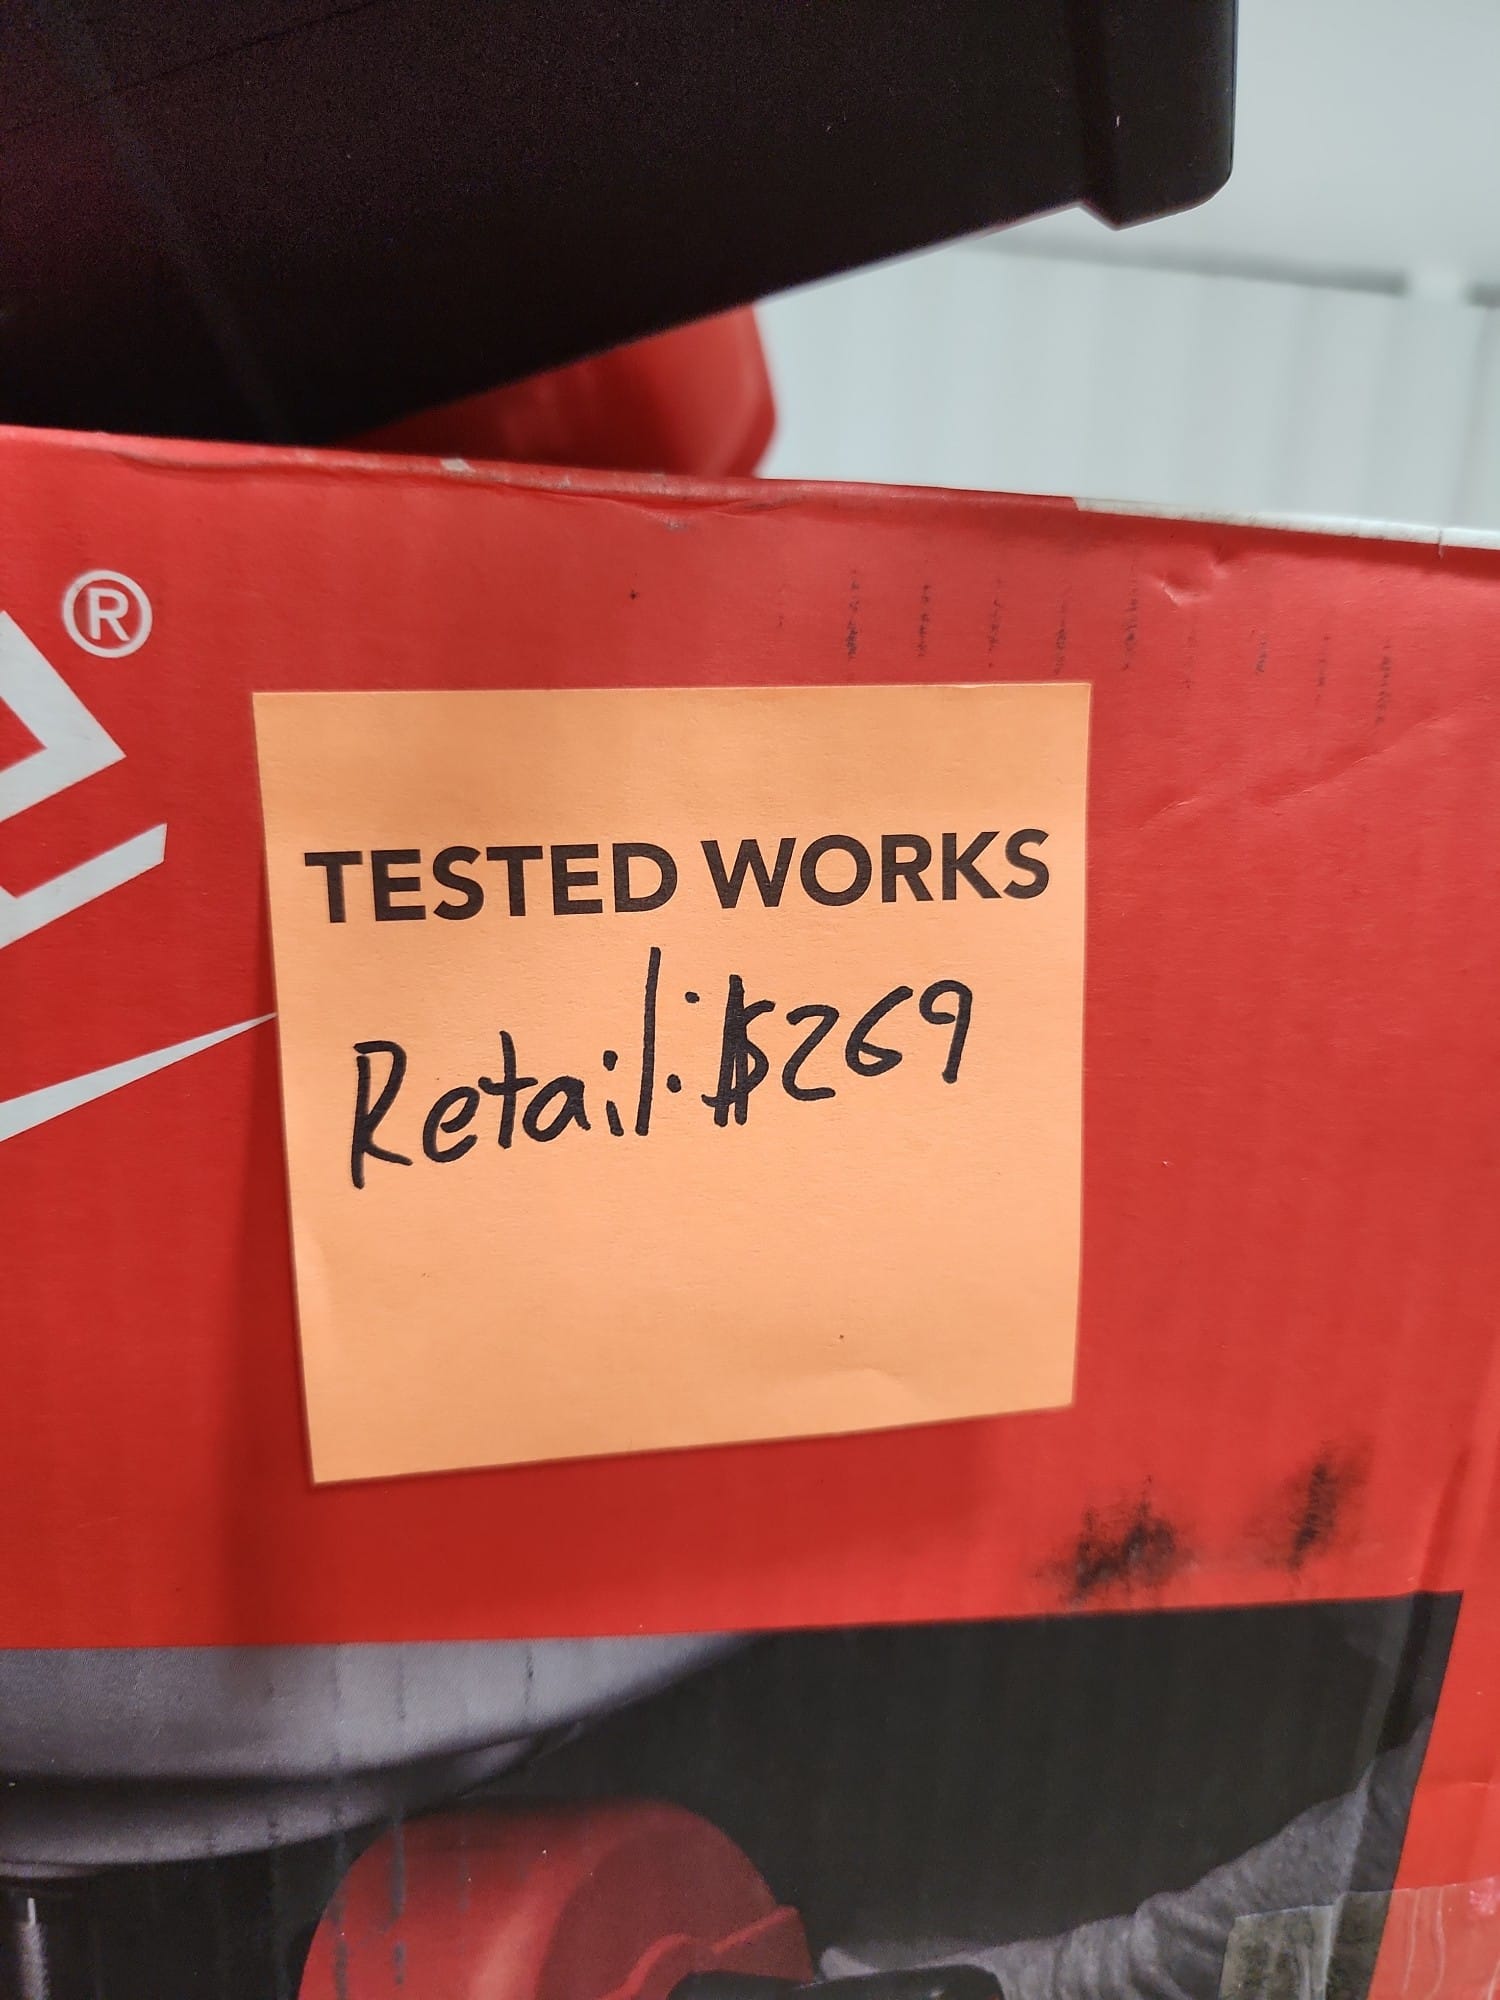 ®
TESTED WORKS
Retail: $269